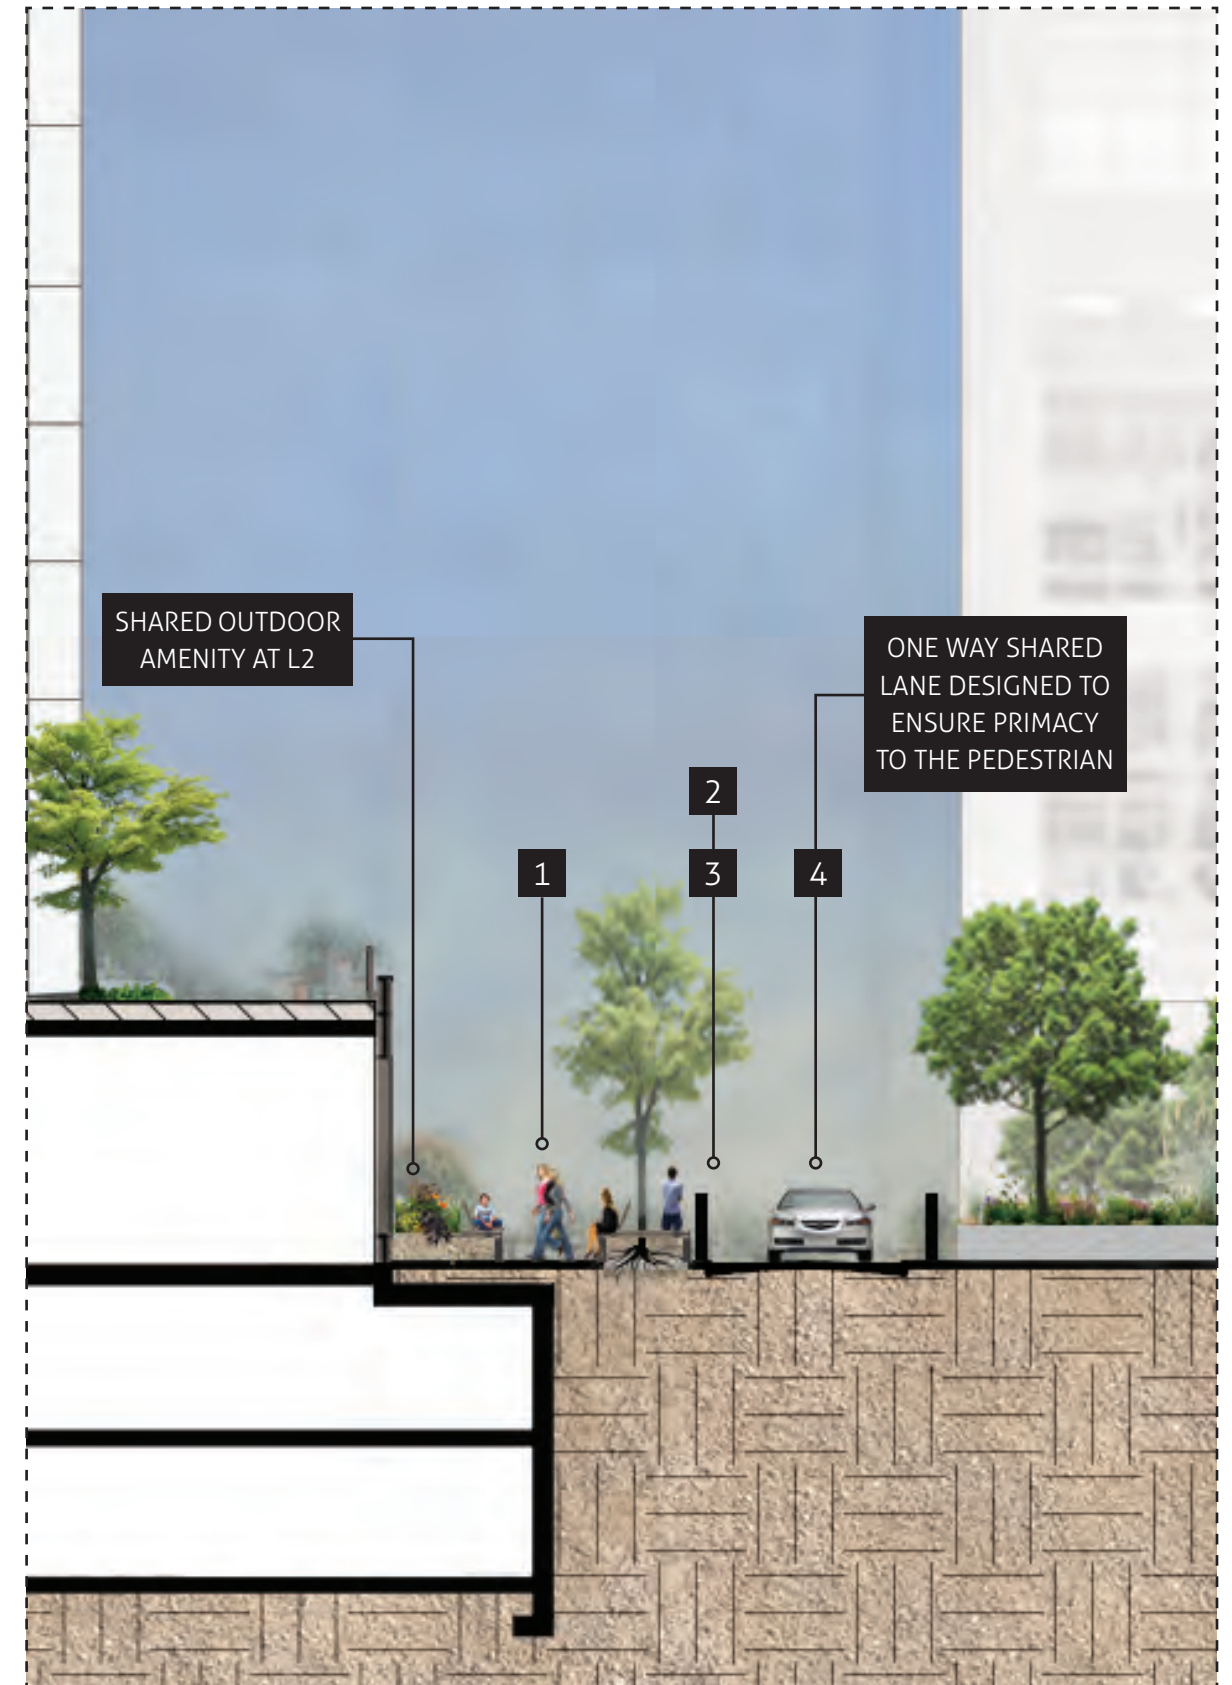 SHARED OUTDOOR
AMENITY AT L2
ONE WAY SHARED
LANE DESIGNED TO
ENSURE PRIMACY
TO THE PEDESTRIAN
2
1
3
4